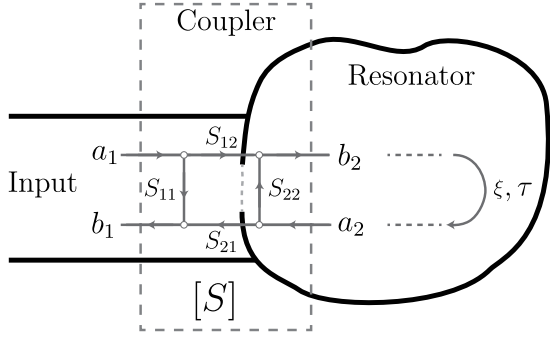 Coupler
Resonator
a₁ S₁₂ b₂
Input S₁₁ S₂₂ ξ, τ
b₁ S₂₁ a₂
[S]